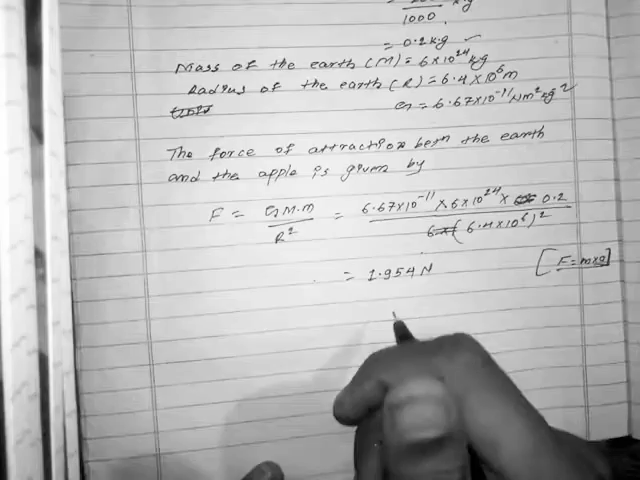 1000
= 0.2 kg
Mass of the earth (M) = 6×10²⁴ kg
Radius of the earth (R) = 6.4×10⁶ m
G = 6.67×10⁻¹¹ Nm² kg²
The force of attraction betn the earth
and the apple is given by
F = GM.m / R² = 6.67×10⁻¹¹ × 6×10²⁴ × 0.2 / (6.4×10⁶)²
= 1.954 N
[F = m×g]